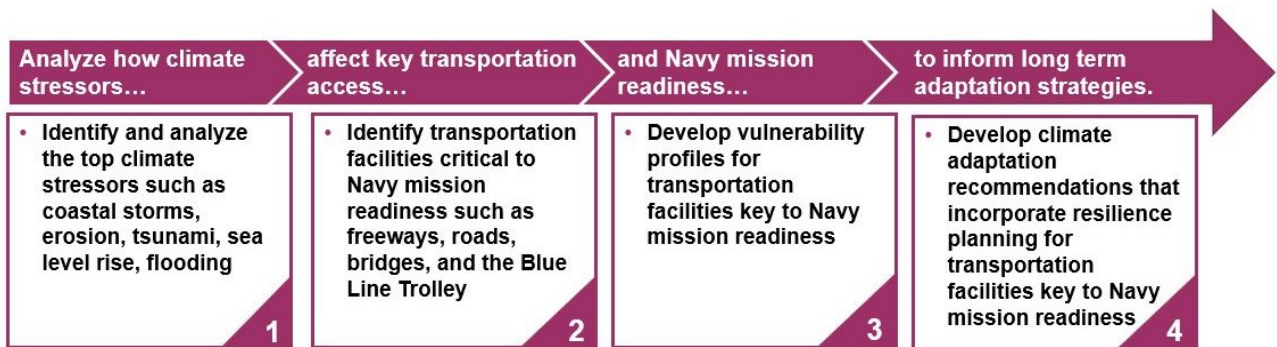 Analyze how climate
stressors…
affect key transportation
access…
and Navy mission
readiness…
to inform long term
adaptation strategies.
• Identify and analyze
the top climate
stressors such as
coastal storms,
erosion, tsunami, sea
level rise, flooding
1
• Identify transportation
facilities critical to
Navy mission
readiness such as
freeways, roads,
bridges, and the Blue
Line Trolley
2
• Develop vulnerability
profiles for
transportation
facilities key to Navy
mission readiness
3
• Develop climate
adaptation
recommendations that
incorporate resilience
planning for
transportation
facilities key to Navy
mission readiness
4